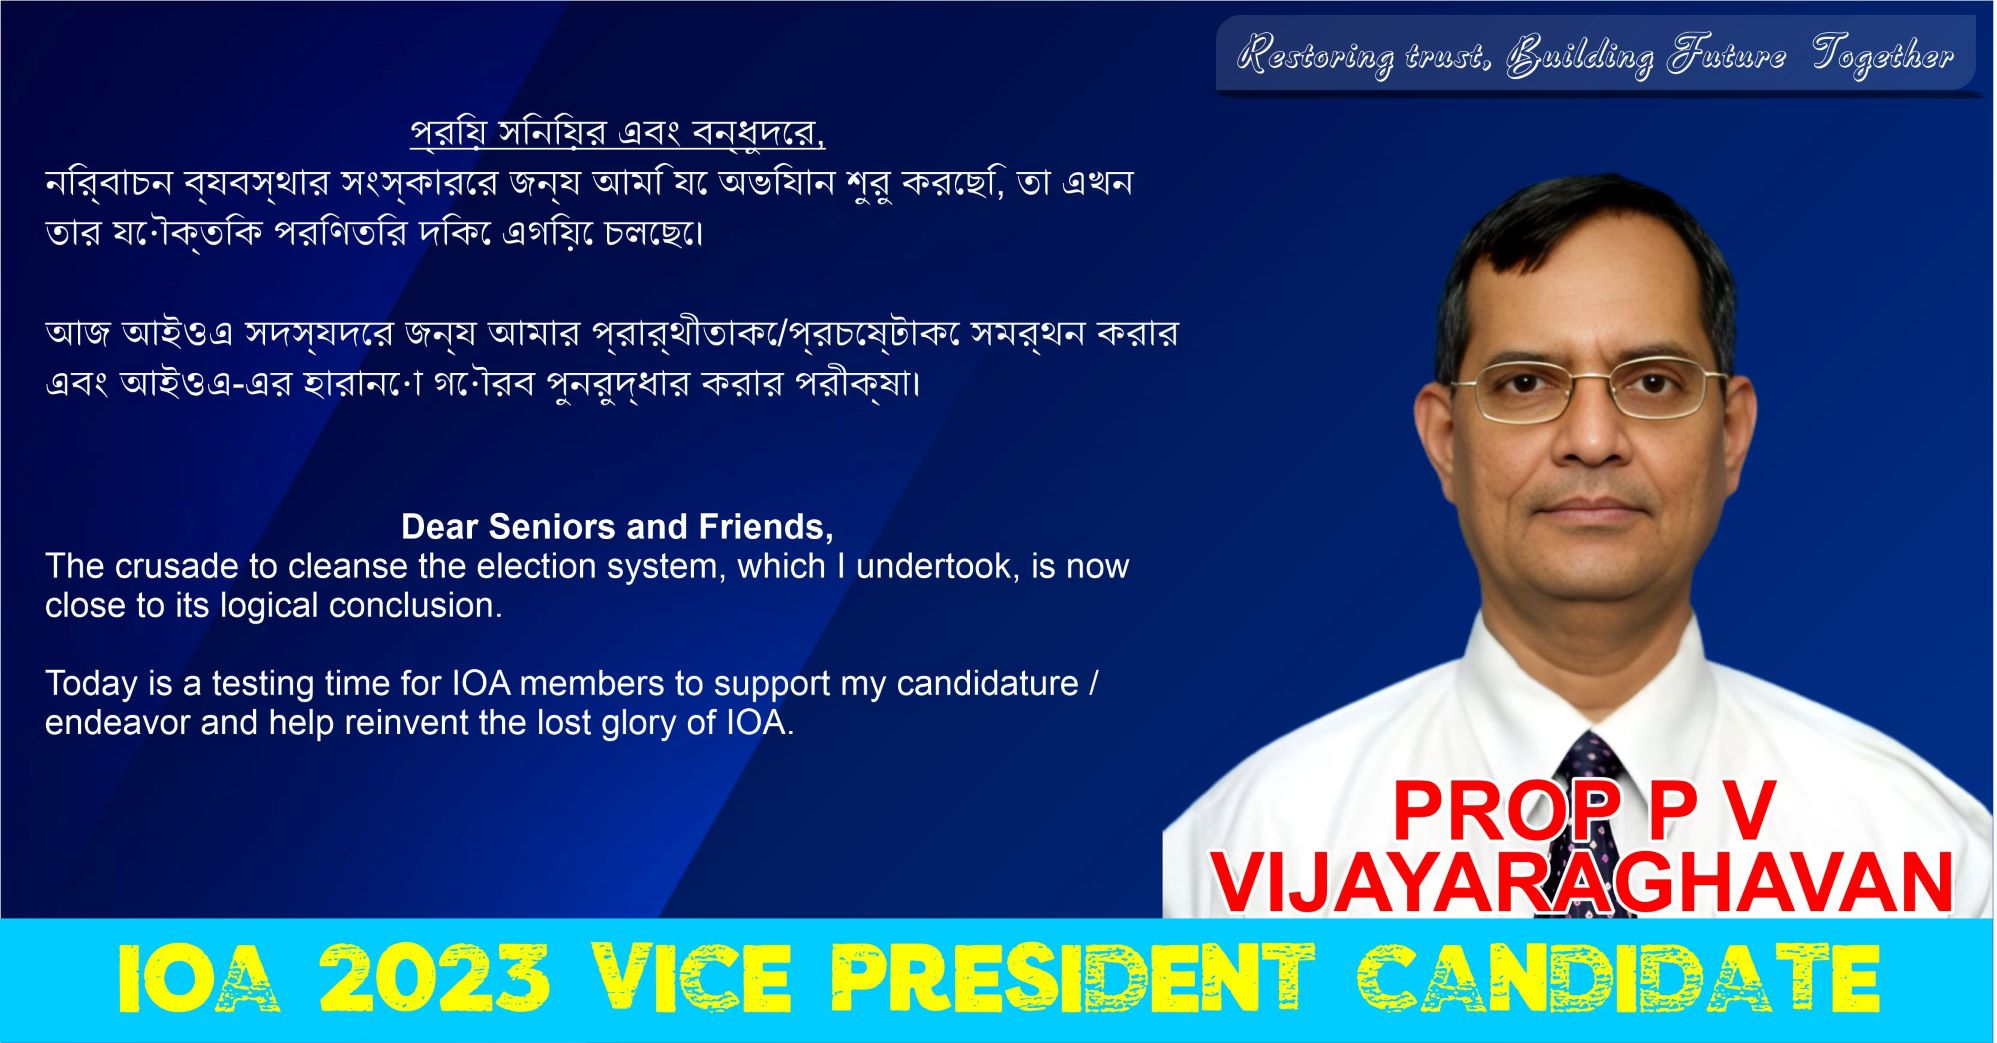 Restoring trust, Building Future Together
প্রিয় সিনিয়র এবং বন্ধুদের,
নির্বাচন ব্যবস্থার সংস্কারের জন্য আমি যে অভিযান শুরু করেছি, তা এখন
তার যৌক্তিক পরিণতির দিকে এগিয়ে চলছে।
আজ আইওএ সদস্যদের জন্য আমার প্রার্থীতাকে/প্রচেষ্টাকে সমর্থন করার
এবং আইওএ-এর হারানো গৌরব পুনরুদ্ধার করার পরীক্ষা।
Dear Seniors and Friends,
The crusade to cleanse the election system, which I undertook, is now
close to its logical conclusion.
Today is a testing time for IOA members to support my candidature /
endeavor and help reinvent the lost glory of IOA.
PROP P V
VIJAYARAGHAVAN
IOA 2023 VICE PRESIDENT CANDIDATE